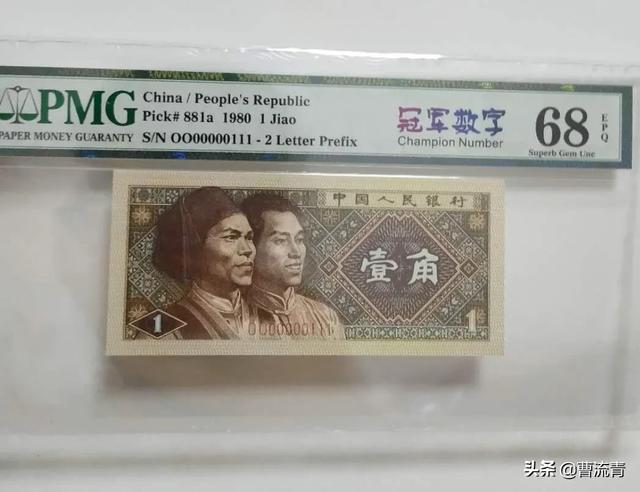 PMG
PAPER MONEY GUARANTY
China / People's Republic
Pick# 881a 1980 1 Jiao
S/N OO00000111 - 2 Letter Prefix
冠军数字
Champion Number
68
EPQ
Superb Gem Unc
中国人民银行
壹角
1
OO00000111
1
头条 @曹流青